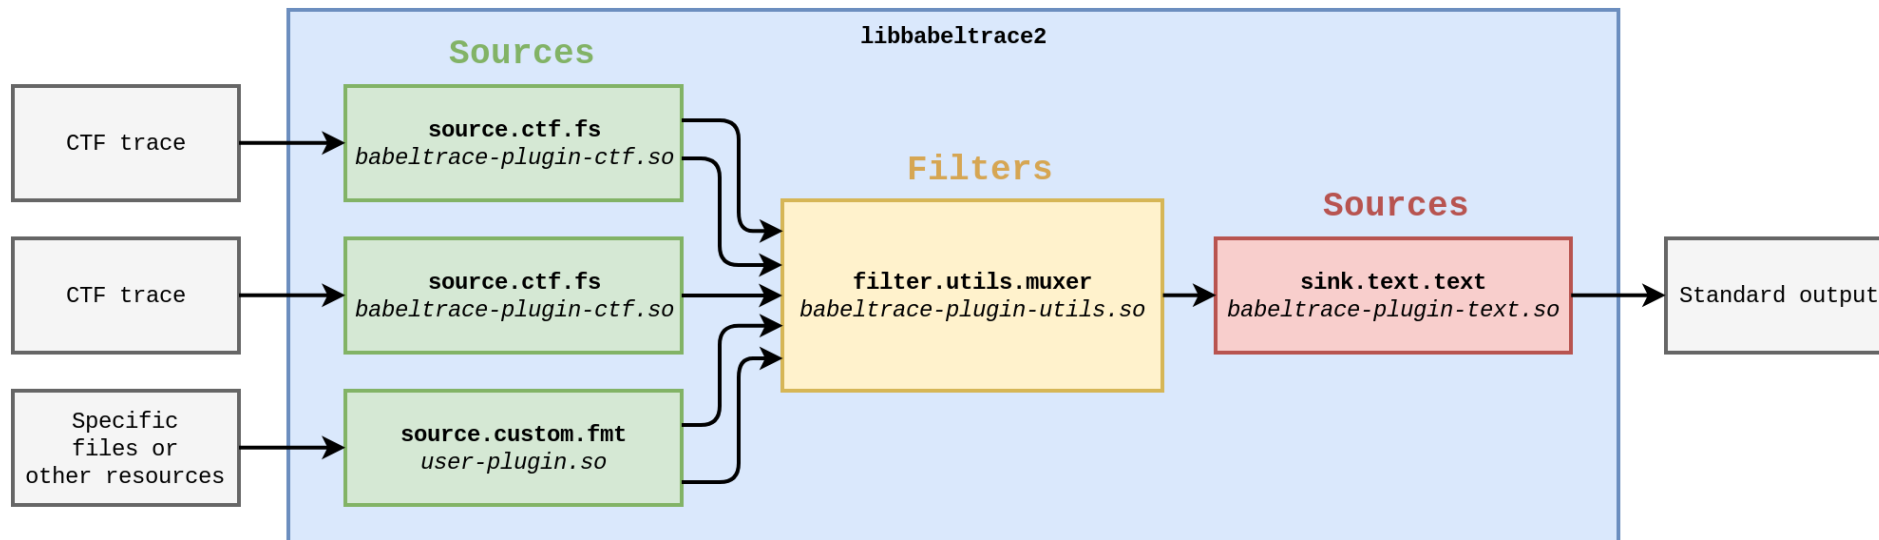 libbabeltrace2
Sources
CTF trace
source.ctf.fs
babeltrace-plugin-ctf.so
CTF trace
source.ctf.fs
babeltrace-plugin-ctf.so
Specific
files or
other resources
source.custom.fmt
user-plugin.so
Filters
filter.utils.muxer
babeltrace-plugin-utils.so
Sources
sink.text.text
babeltrace-plugin-text.so
Standard output